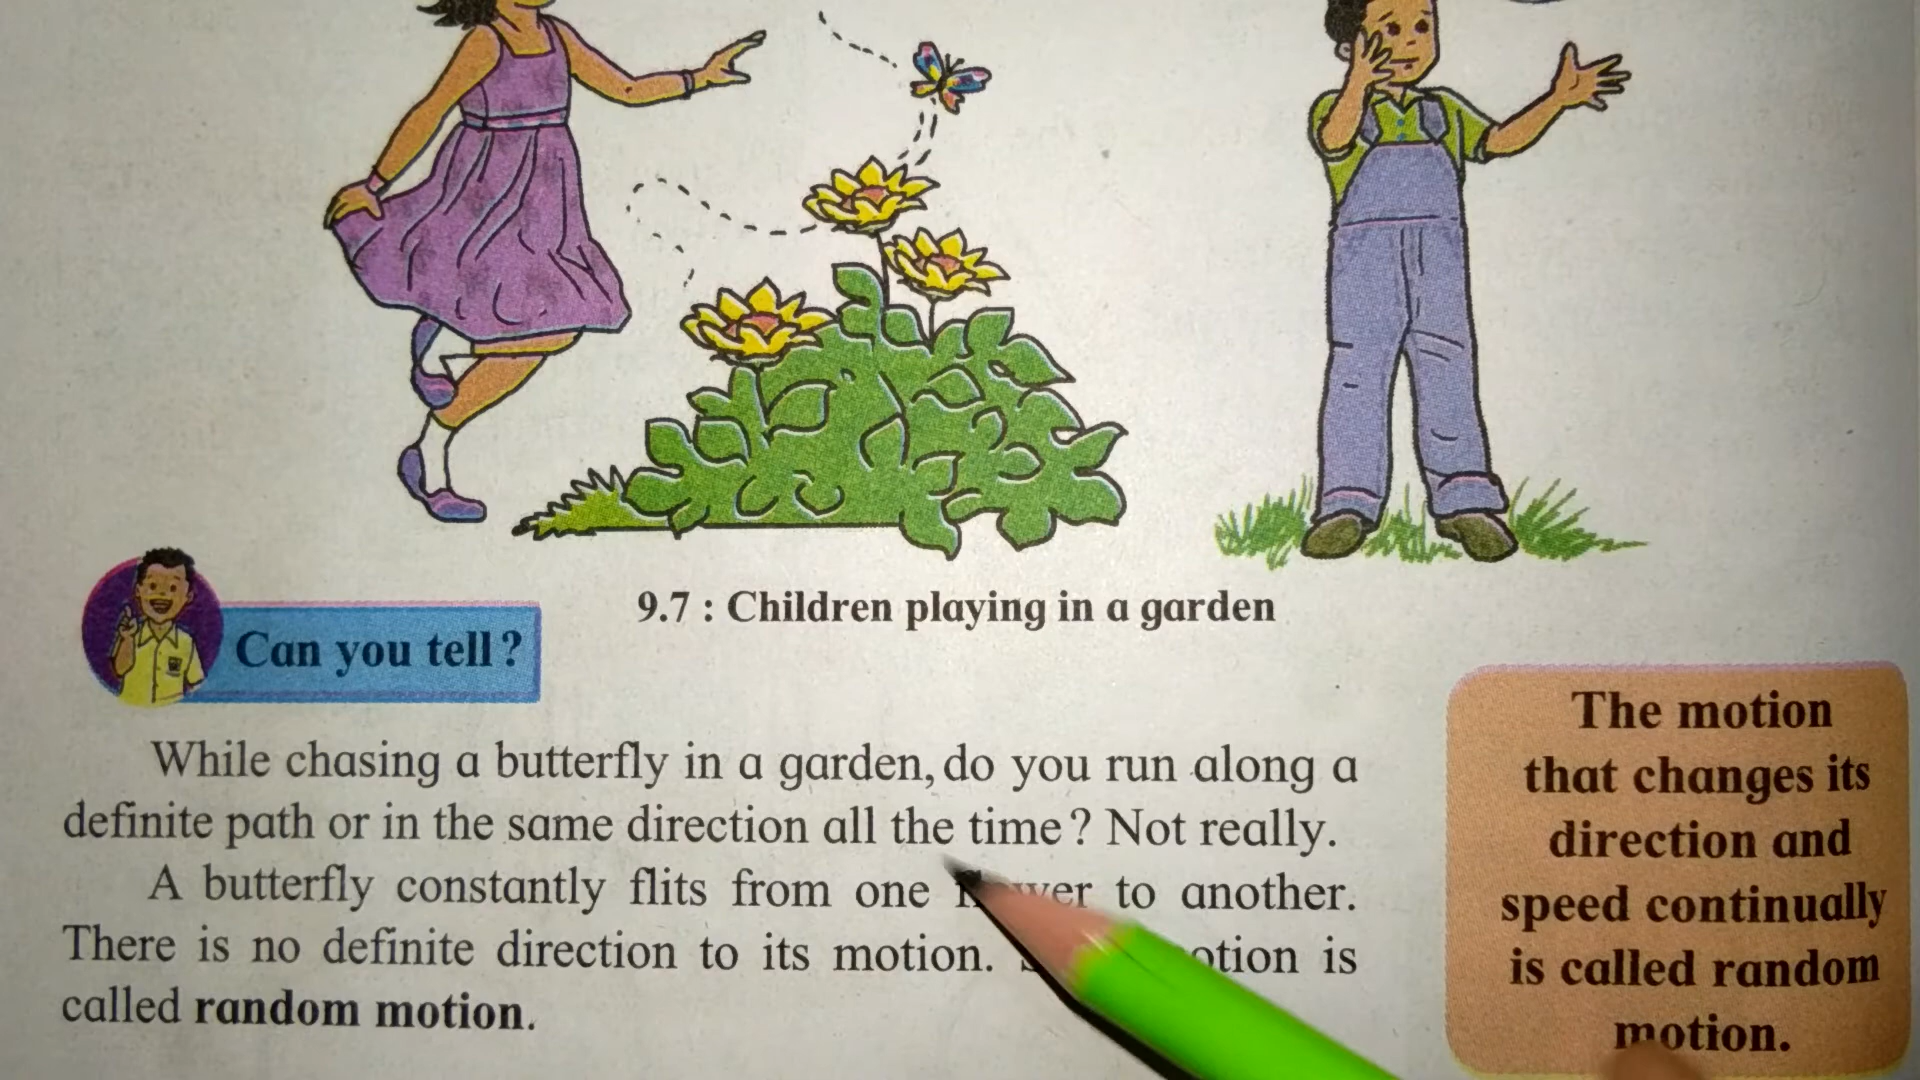 9.7 : Children playing in a garden
Can you tell?
While chasing a butterfly in a garden, do you run along a
definite path or in the same direction all the time? Not really.
A butterfly constantly flits from one to another.
There is no definite direction to its motion. is
called random motion.
The motion
that changes its
direction and
speed continually
is called random
motion.